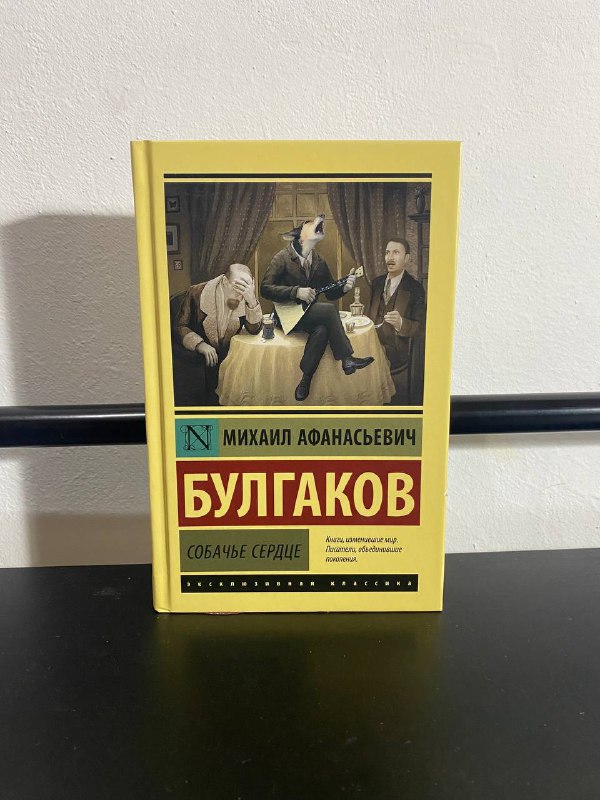 N
МИХАИЛ АФАНАСЬЕВИЧ
БУЛГАКОВ
СОБАЧЬЕ СЕРДЦЕ
Книги, изменившие мир.
Писатели, объединившие
поколения.
ЭКСКЛЮЗИВНАЯ КЛАССИКА